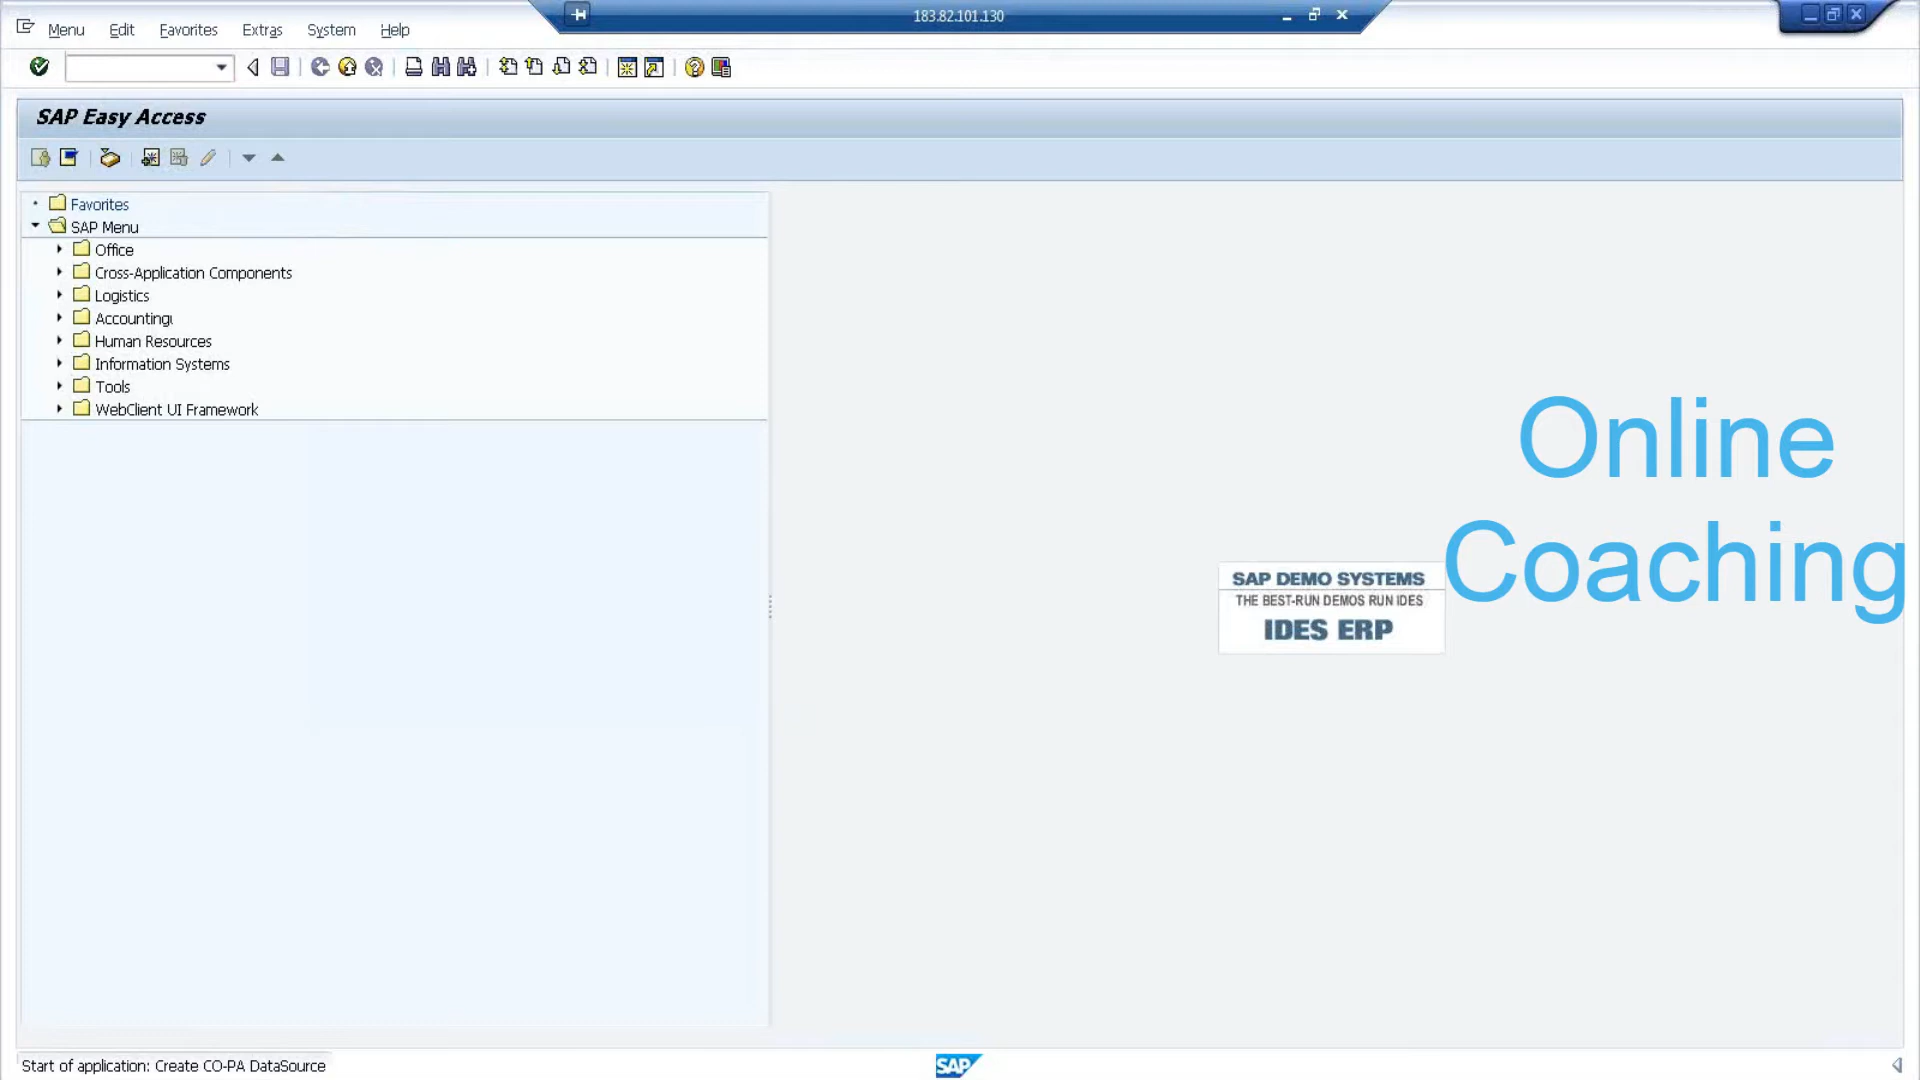 183.82.101.130
Menu Edit Favorites Extras System Help
SAP Easy Access
Favorites
SAP Menu
Office
Cross-Application Components
Logistics
Accounting
Human Resources
Information Systems
Tools
WebClient UI Framework
Online
Coaching
SAP DEMO SYSTEMS
THE BEST-RUN DEMOS RUN IDES
IDES ERP
Start of application: Create CO-PA DataSource
SAP